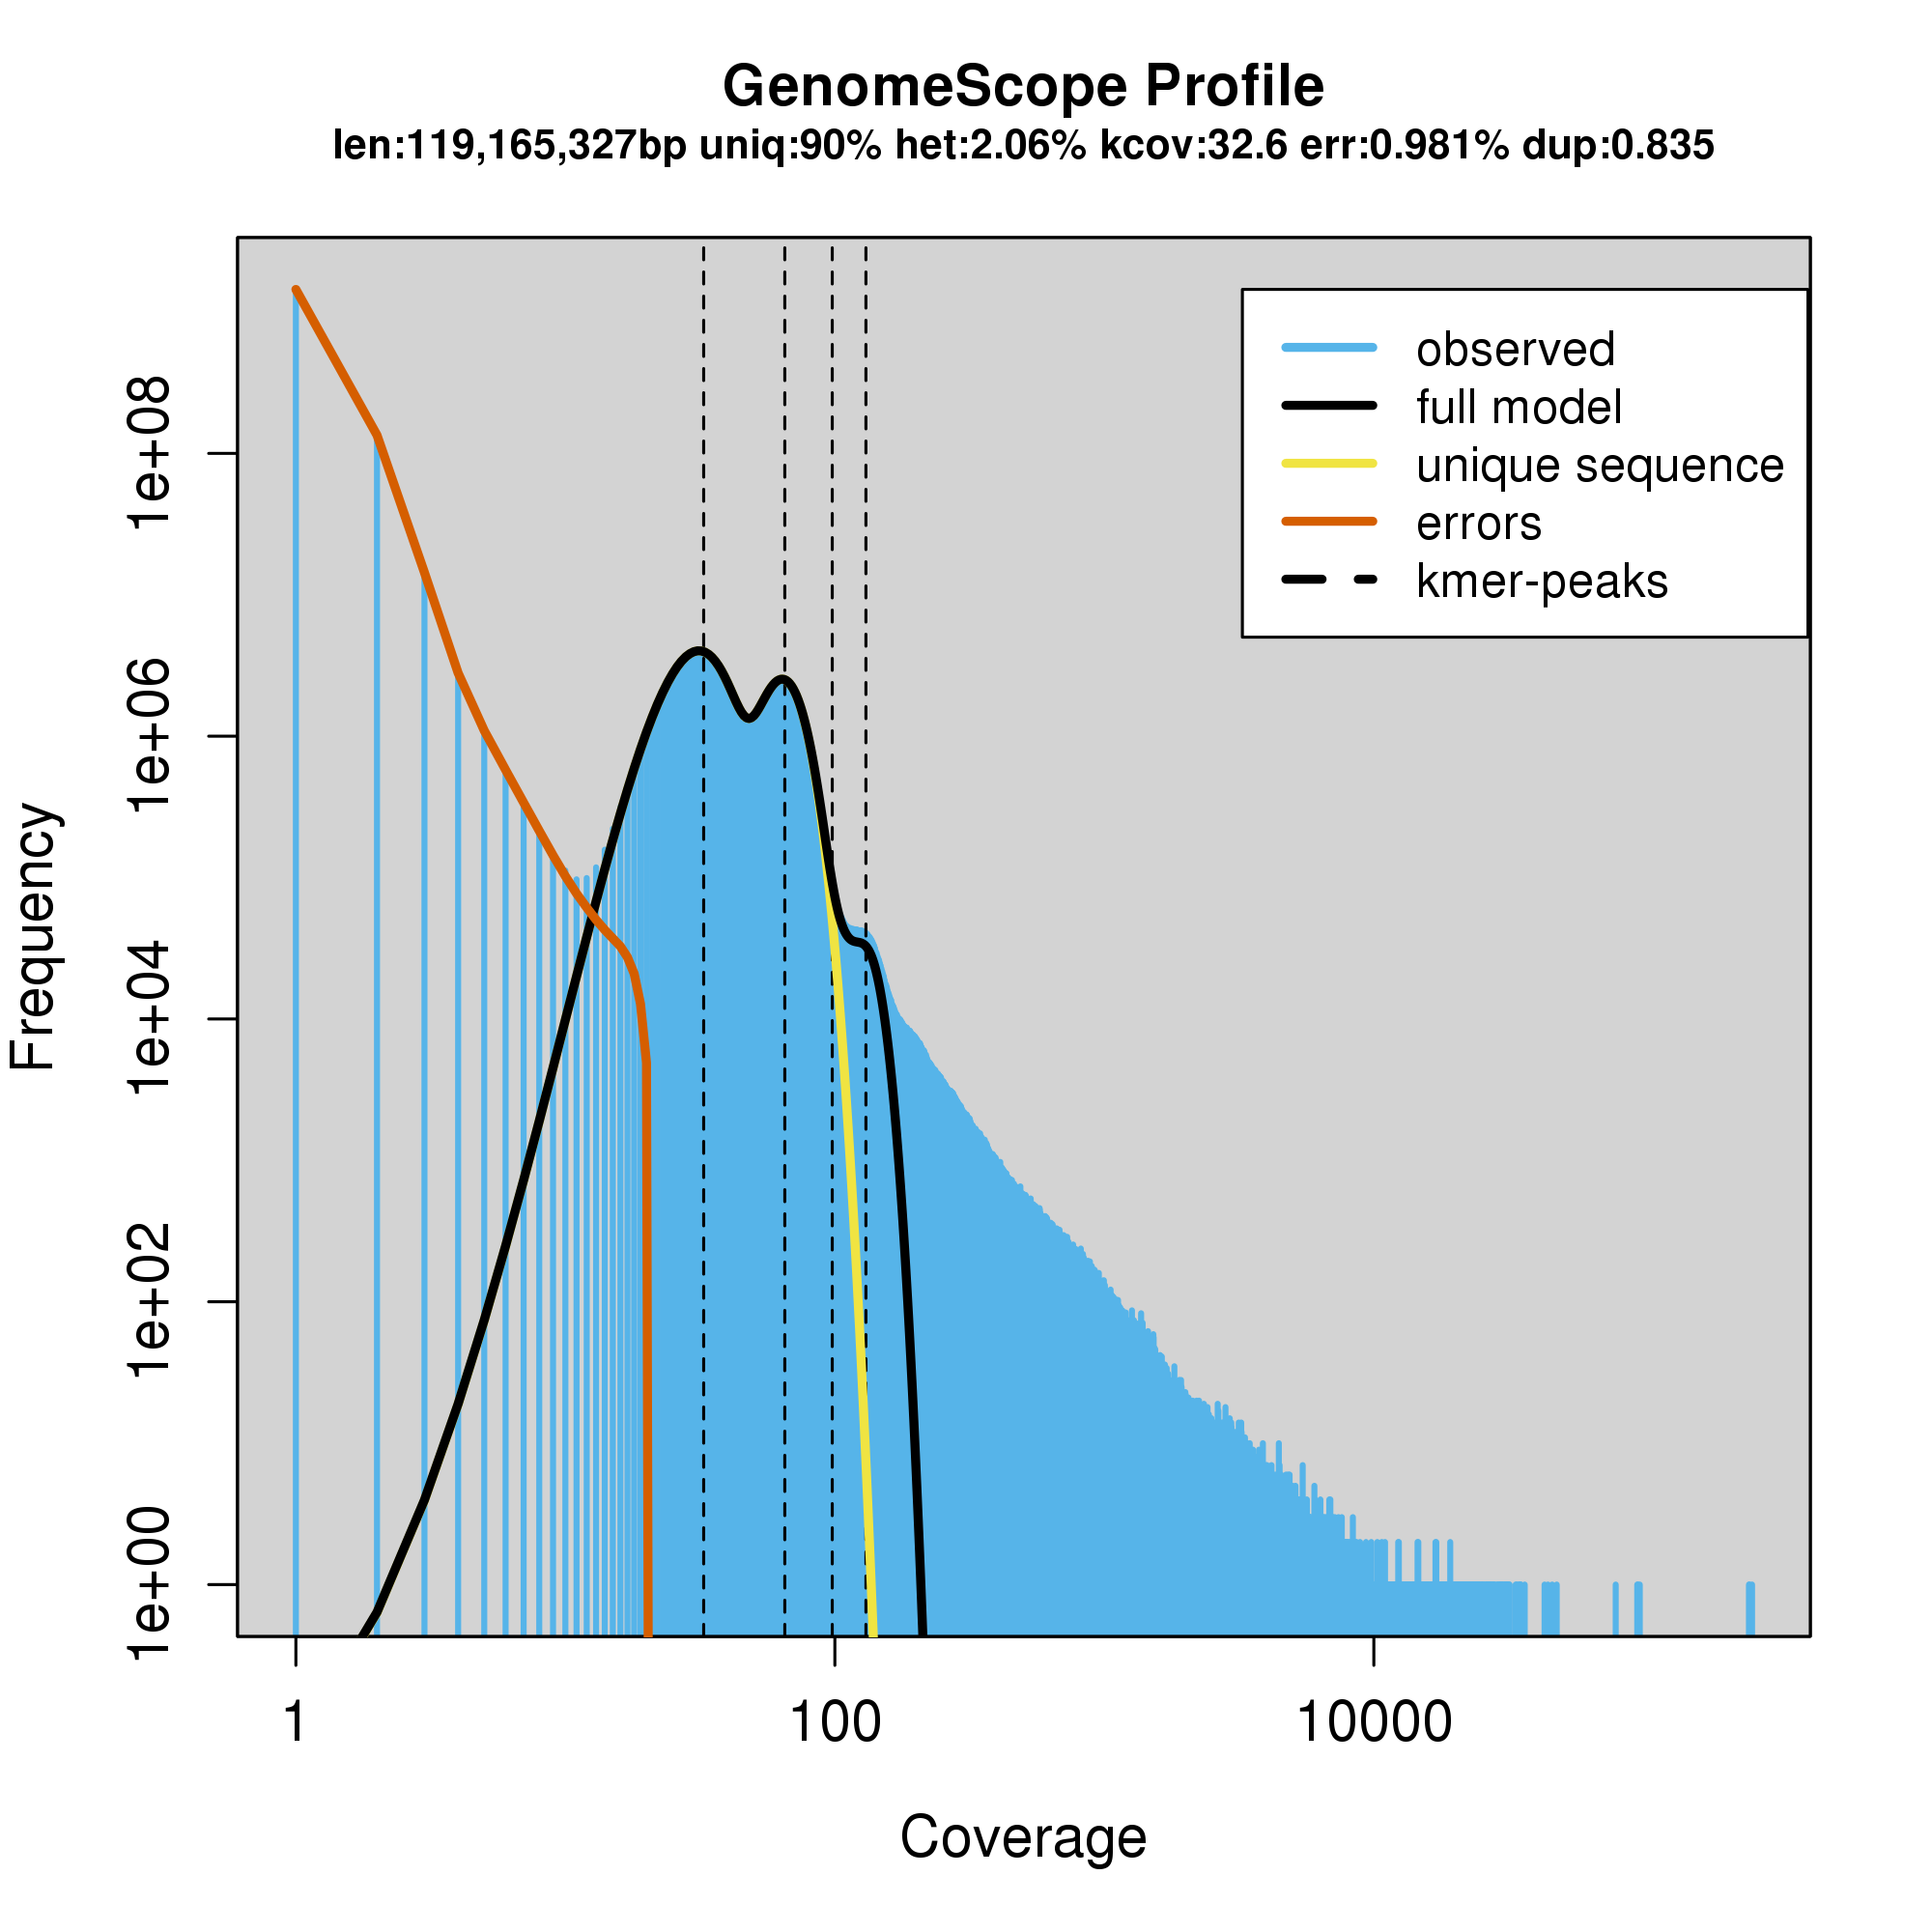 GenomeScope Profile
len:119,165,327bp uniq:90% het:2.06% kcov:32.6 err:0.981% dup:0.835
observed
full model
unique sequence
errors
kmer-peaks
Frequency
1e+08
1e+06
1e+04
1e+02
1e+00
1 100 10000
Coverage